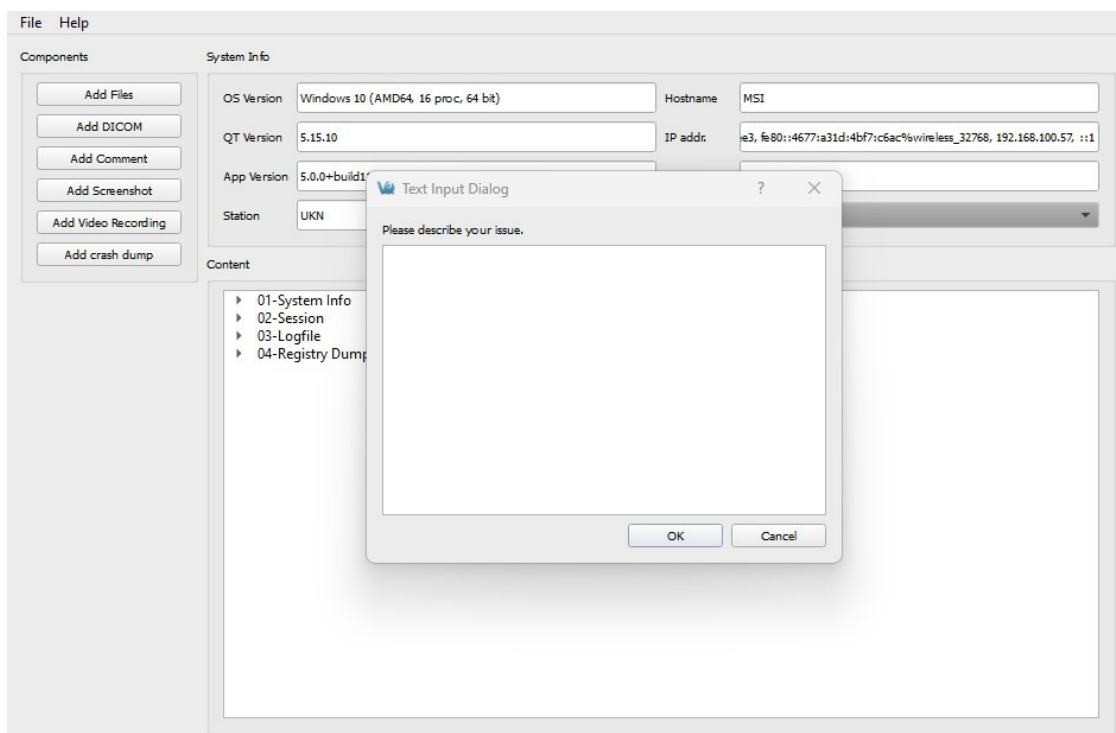 File Help
Components
System Info
Add Files
Add DICOM
Add Comment
Add Screenshot
Add Video Recording
Add crash dump
OS Version Windows 10 (AMD64, 16 proc, 64 bit) Hostname MSI
QT Version 5.15.10 IP addr. e3, fe80::4677:a31d:4bf7:c6ac%wireless_32768, 192.168.100.57, ::1
App Version 5.0.0+build1
Station UKN
Content
01-System Info
02-Session
03-Logfile
04-Registry Dump
Text Input Dialog ? X
Please describe your issue.
OK Cancel